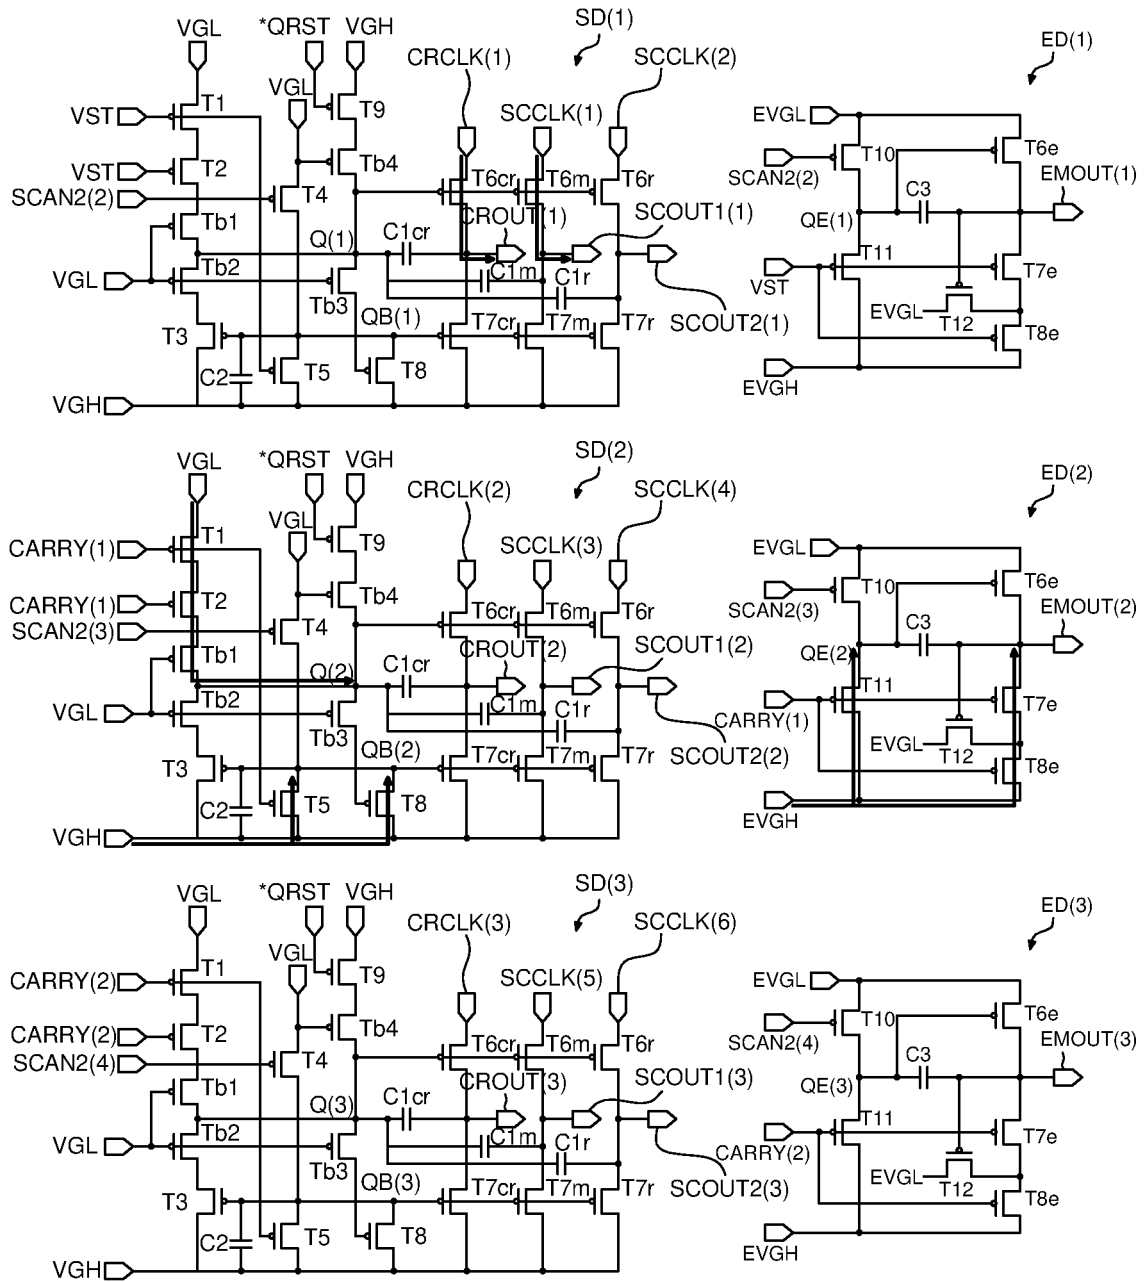 SD(1)
VGL
*QRST
VGH
CRCLK(1)
SCCLK(2)
ED(1)
VGL
VST
T1
T9
SCCLK(1)
EVGL
VST
T2
Tb4
T10
T6e
SCAN2(2)
T4
T6cr
T6m
T6r
SCAN2(2)
C3
EMOUT(1)
Tb1
Q(1)
C1cr
CROUT(1)
SCOUT1(1)
QE(1)
VGL
Tb2
Tb3
C1m
C1r
VST
T11
T7e
T3
QB(1)
T7cr
T7m
T7r
SCOUT2(1)
EVGL
T12
T8e
C2
T5
T8
VGH
EVGH
SD(2)
VGL
*QRST
VGH
CRCLK(2)
SCCLK(4)
ED(2)
VGL
CARRY(1)
T1
T9
SCCLK(3)
EVGL
CARRY(1)
T2
Tb4
T10
T6e
SCAN2(3)
T4
T6cr
T6m
T6r
SCAN2(3)
C3
EMOUT(2)
Tb1
Q(2)
C1cr
CROUT(2)
SCOUT1(2)
QE(2)
VGL
Tb2
Tb3
C1m
C1r
CARRY(1)
T11
T7e
T3
QB(2)
T7cr
T7m
T7r
SCOUT2(2)
EVGL
T12
T8e
C2
T5
T8
VGH
EVGH
SD(3)
VGL
*QRST
VGH
CRCLK(3)
SCCLK(6)
ED(3)
VGL
CARRY(2)
T1
T9
SCCLK(5)
EVGL
CARRY(2)
T2
Tb4
T10
T6e
SCAN2(4)
T4
T6cr
T6m
T6r
SCAN2(4)
C3
EMOUT(3)
Tb1
Q(3)
C1cr
CROUT(3)
SCOUT1(3)
QE(3)
VGL
Tb2
Tb3
C1m
C1r
CARRY(2)
T11
T7e
T3
QB(3)
T7cr
T7m
T7r
SCOUT2(3)
EVGL
T12
T8e
C2
T5
T8
VGH
EVGH